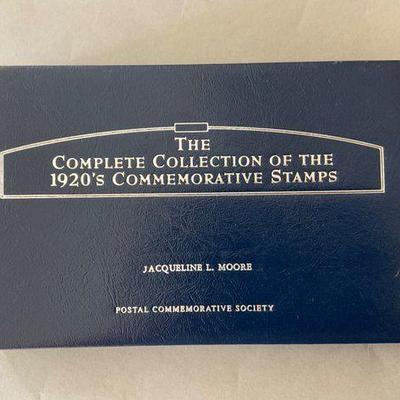 THE
COMPLETE COLLECTION OF THE
1920'S COMMEMORATIVE STAMPS
JACQUELINE L. MOORE
POSTAL COMMEMORATIVE SOCIETY